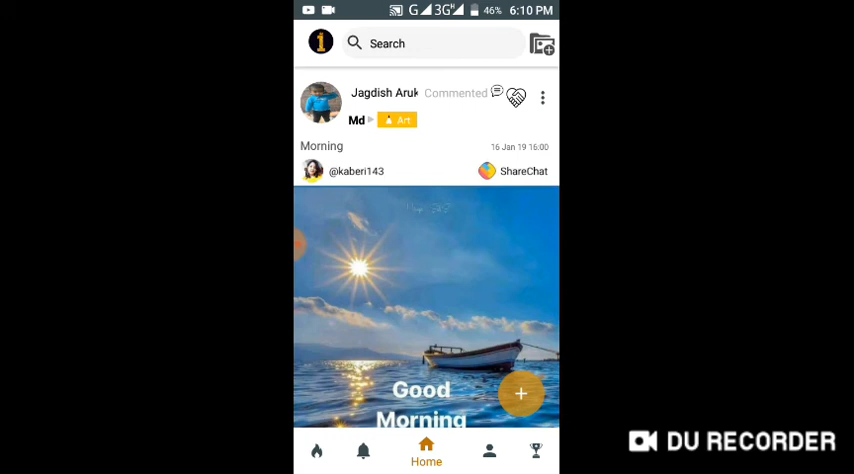 G 3G H 46% 6:10 PM
1 Search
Jagdish Aruk Commented
Md Art
Morning 16 Jan 19 16:00
@kaberi143 ShareChat
Good
Morning
+
Home
DU RECORDER